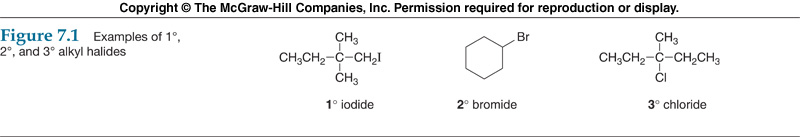 Copyright © The McGraw-Hill Companies, Inc. Permission required for reproduction or display.
Figure 7.1 Examples of 1°,
2°, and 3° alkyl halides
CH3
CH3CH2–C–CH2I
CH3
1° iodide
Br
2° bromide
CH3
CH3CH2–C–CH2CH3
Cl
3° chloride